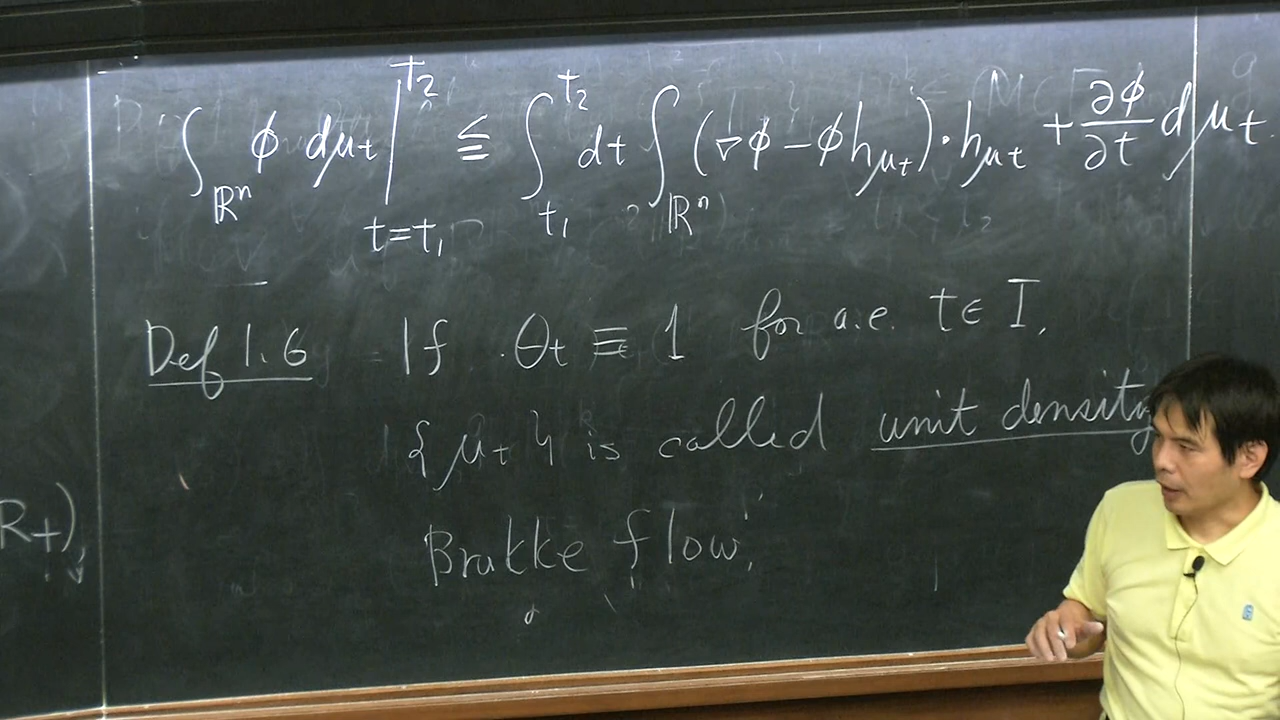 ∫_{ℝⁿ} φ dμ_t |_{t=t₁}^{t₂} ≦ ∫_{t₁}^{t₂} dt ∫_{ℝⁿ} (∇φ − φh_{μ_t})·h_{μ_t} + ∂φ/∂t dμ_t
Def 1.6 If θ_t ≡ 1 for a.e. t ∈ I,
{μ_t} is called unit density
Brakke flow.
R+),